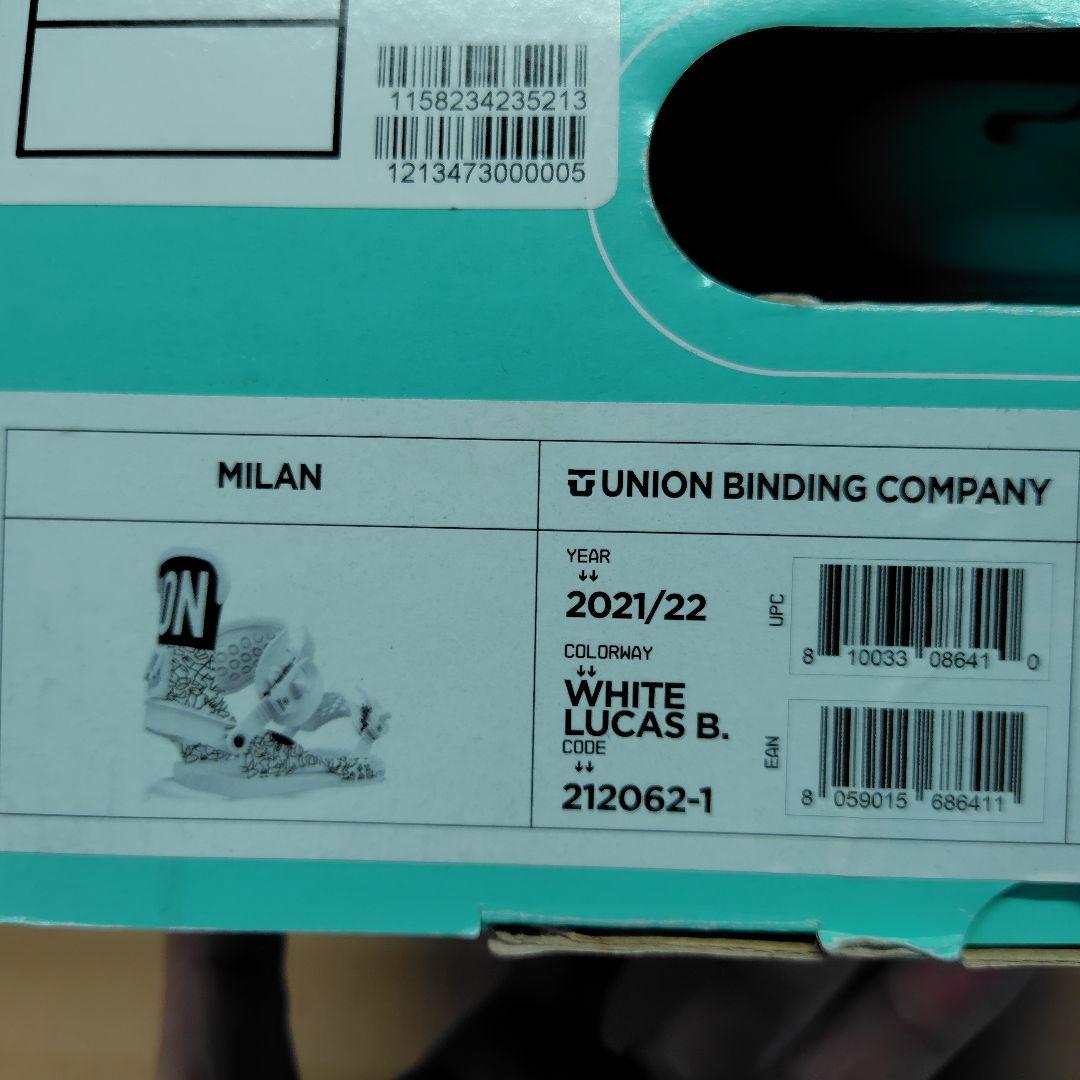 1158234235213
1213473000005
MILAN
UNION BINDING COMPANY
ON
YEAR
↓↓
2021/22
COLORWAY
↓↓
WHITE
LUCAS B.
CODE
↓↓
212062-1
UPC
8 10033 08641 0
EAN
8 059015 686411